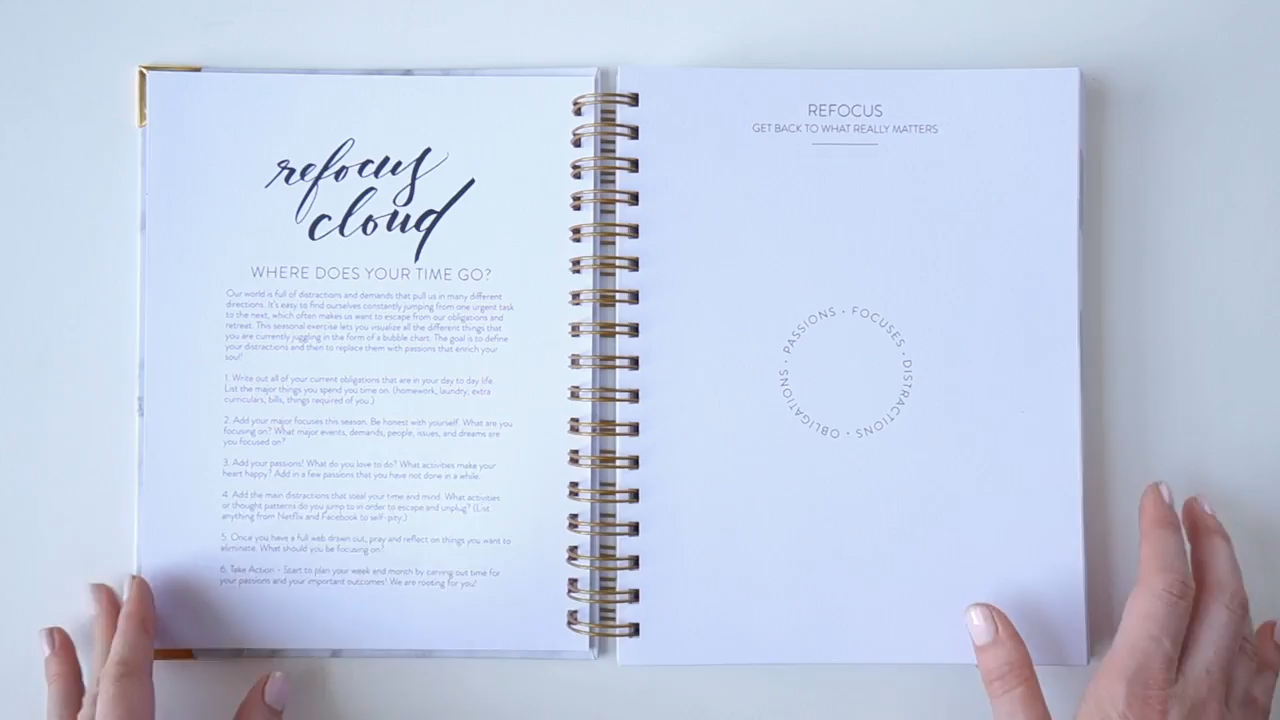 refocus
cloud
WHERE DOES YOUR TIME GO?
Our world is full of distractions and demands that pull us in many different
directions. It's easy to find ourselves constantly jumping from one urgent task
to the next, which often makes us want to escape from our obligations and
retreat. This seasonal exercise lets you visualize all the different things that
you are currently juggling in the form of a bubble chart. The goal is to define
your distractions and then to replace them with passions that enrich your
soul!
1. Write out all of your current obligations that are in your day to day life.
List the major things you spend you time on. (homework, laundry, extra
curriculars, bills, things required of you.)
2. Add your major focuses this season. Be honest with yourself. What are you
focusing on? What major events, demands, people, issues, and dreams are
you focused on?
3. Add your passions! What do you love to do? What activities make your
heart happy? Add in a few passions that you have not done in a while.
4. Add the main distractions that steal your time and mind. What activities
or thought patterns do you jump to in order to escape and unplug? (List
anything from Netflix and Facebook to self-pity.)
5. Once you have a full web drawn out, pray and reflect on things you want to
eliminate. What should you be focusing on?
6. Take Action - Start to plan your week and month by carving out time for
your passions and your important outcomes! We are rooting for you!
REFOCUS
GET BACK TO WHAT REALLY MATTERS
PASSIONS • FOCUSES • DISTRACTIONS • OBLIGATIONS •